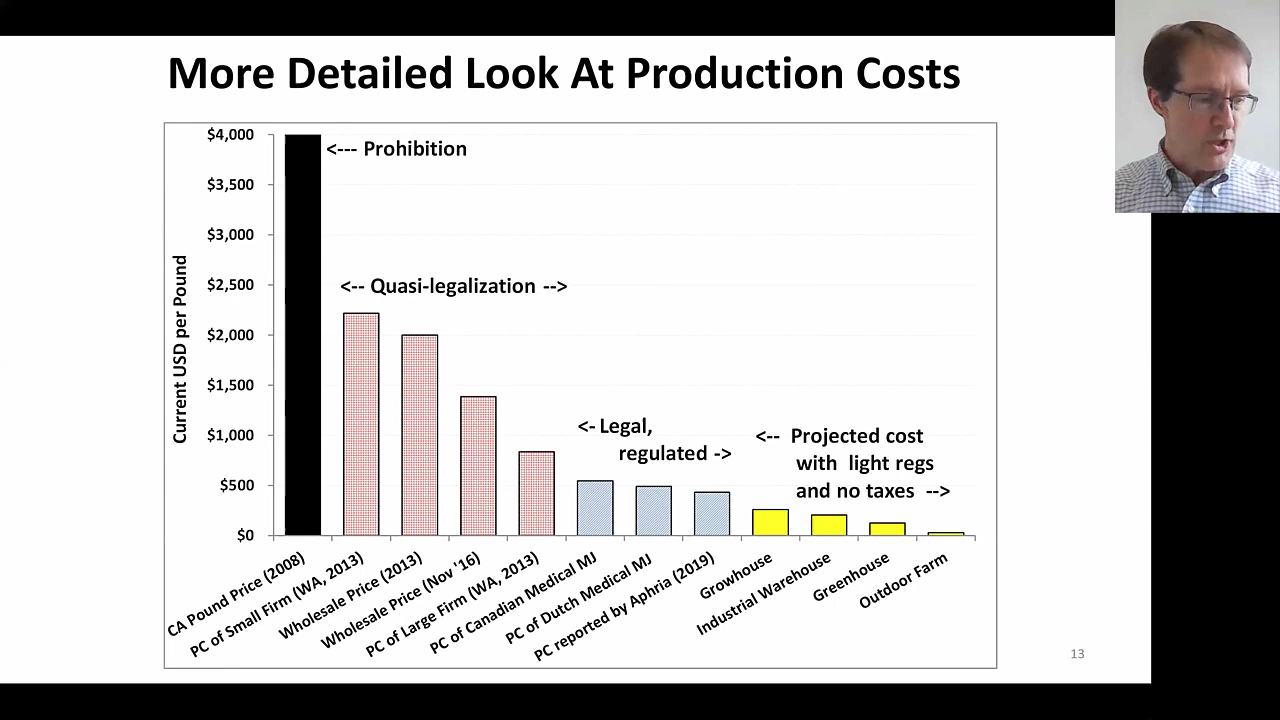 More Detailed Look At Production Costs
Current USD per Pound
$4,000
$3,500
$3,000
$2,500
$2,000
$1,500
$1,000
$500
$0
<--- Prohibition
<-- Quasi-legalization -->
<- Legal,
regulated ->
<-- Projected cost
with light regs
and no taxes -->
CA Pound Price (2008)
PC of Small Firm (WA, 2013)
Wholesale Price (2013)
Wholesale Price (Nov '16)
PC of Large Firm (WA, 2013)
PC of Canadian Medical MJ
PC of Dutch Medical MJ
PC reported by Aphria (2019)
Growhouse
Industrial Warehouse
Greenhouse
Outdoor Farm
13